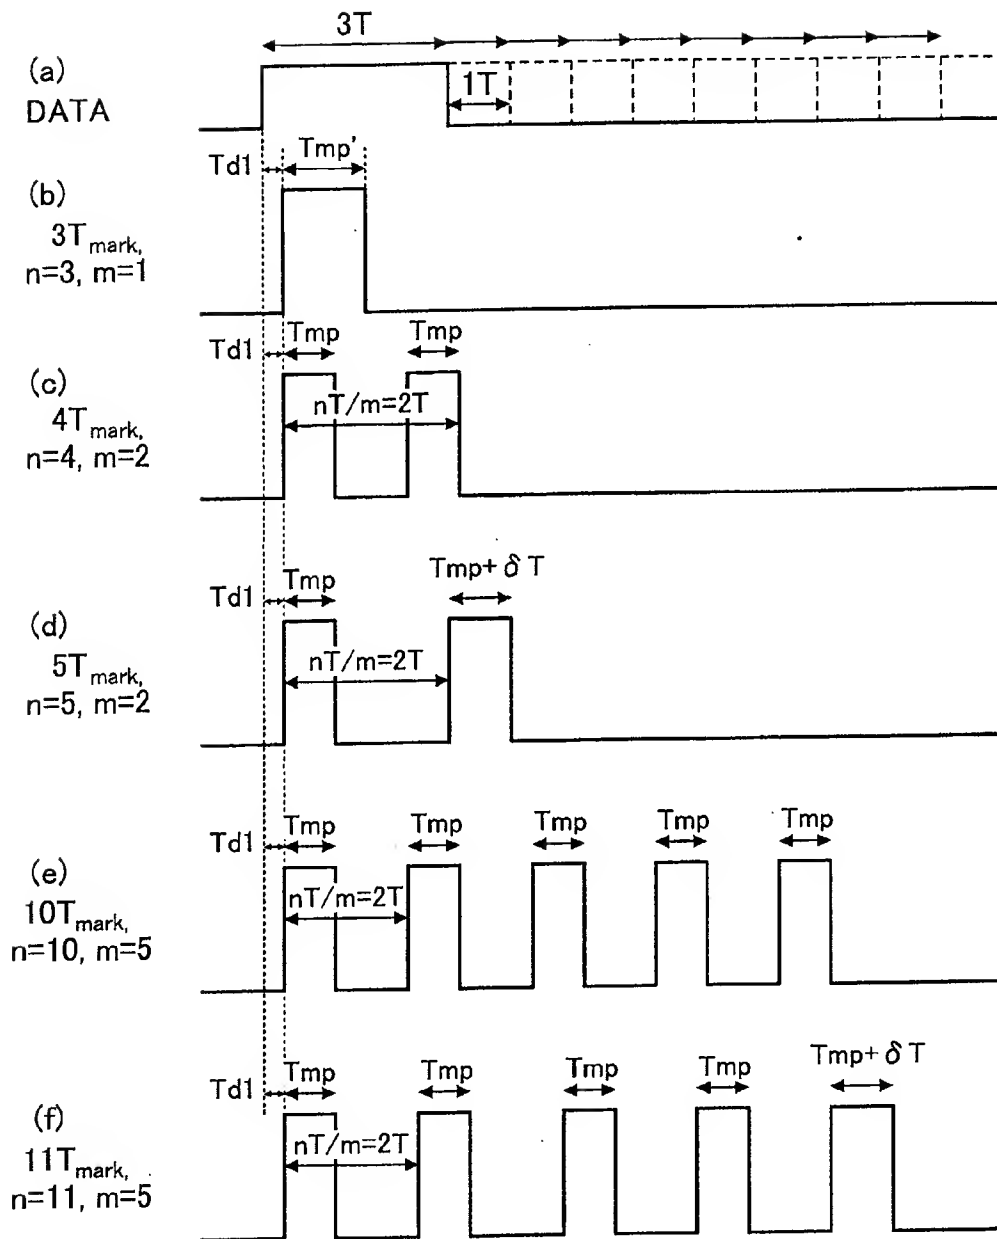 3T
(a)
DATA
1T
Td1
Tmp'
(b)
3Tmark,
n=3, m=1
Td1
Tmp
Tmp
(c)
4Tmark,
n=4, m=2
nT/m=2T
Td1
Tmp
Tmp+ δ T
(d)
5Tmark,
n=5, m=2
nT/m=2T
Td1
Tmp
Tmp
Tmp
Tmp
Tmp
(e)
10Tmark,
n=10, m=5
nT/m=2T
Td1
Tmp
Tmp
Tmp
Tmp
Tmp+ δ T
(f)
11Tmark,
n=11, m=5
nT/m=2T